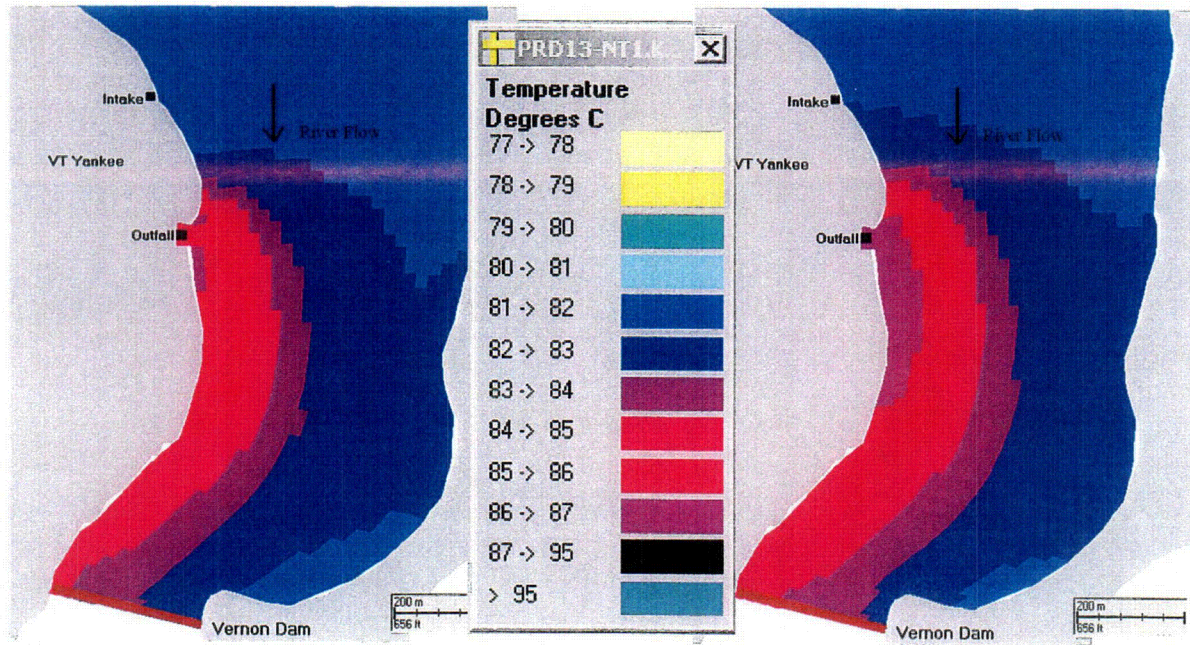 Intake
River Flow
VT Yankee
Outfall
200 m
656 ft
Vernon Dam
PRD13-NT1.K...
Temperature
Degrees C
77 -> 78
78 -> 79
79 -> 80
80 -> 81
81 -> 82
82 -> 83
83 -> 84
84 -> 85
85 -> 86
86 -> 87
87 -> 95
> 95
Intake
River Flow
VT Yankee
Outfall
200 m
656 ft
Vernon Dam